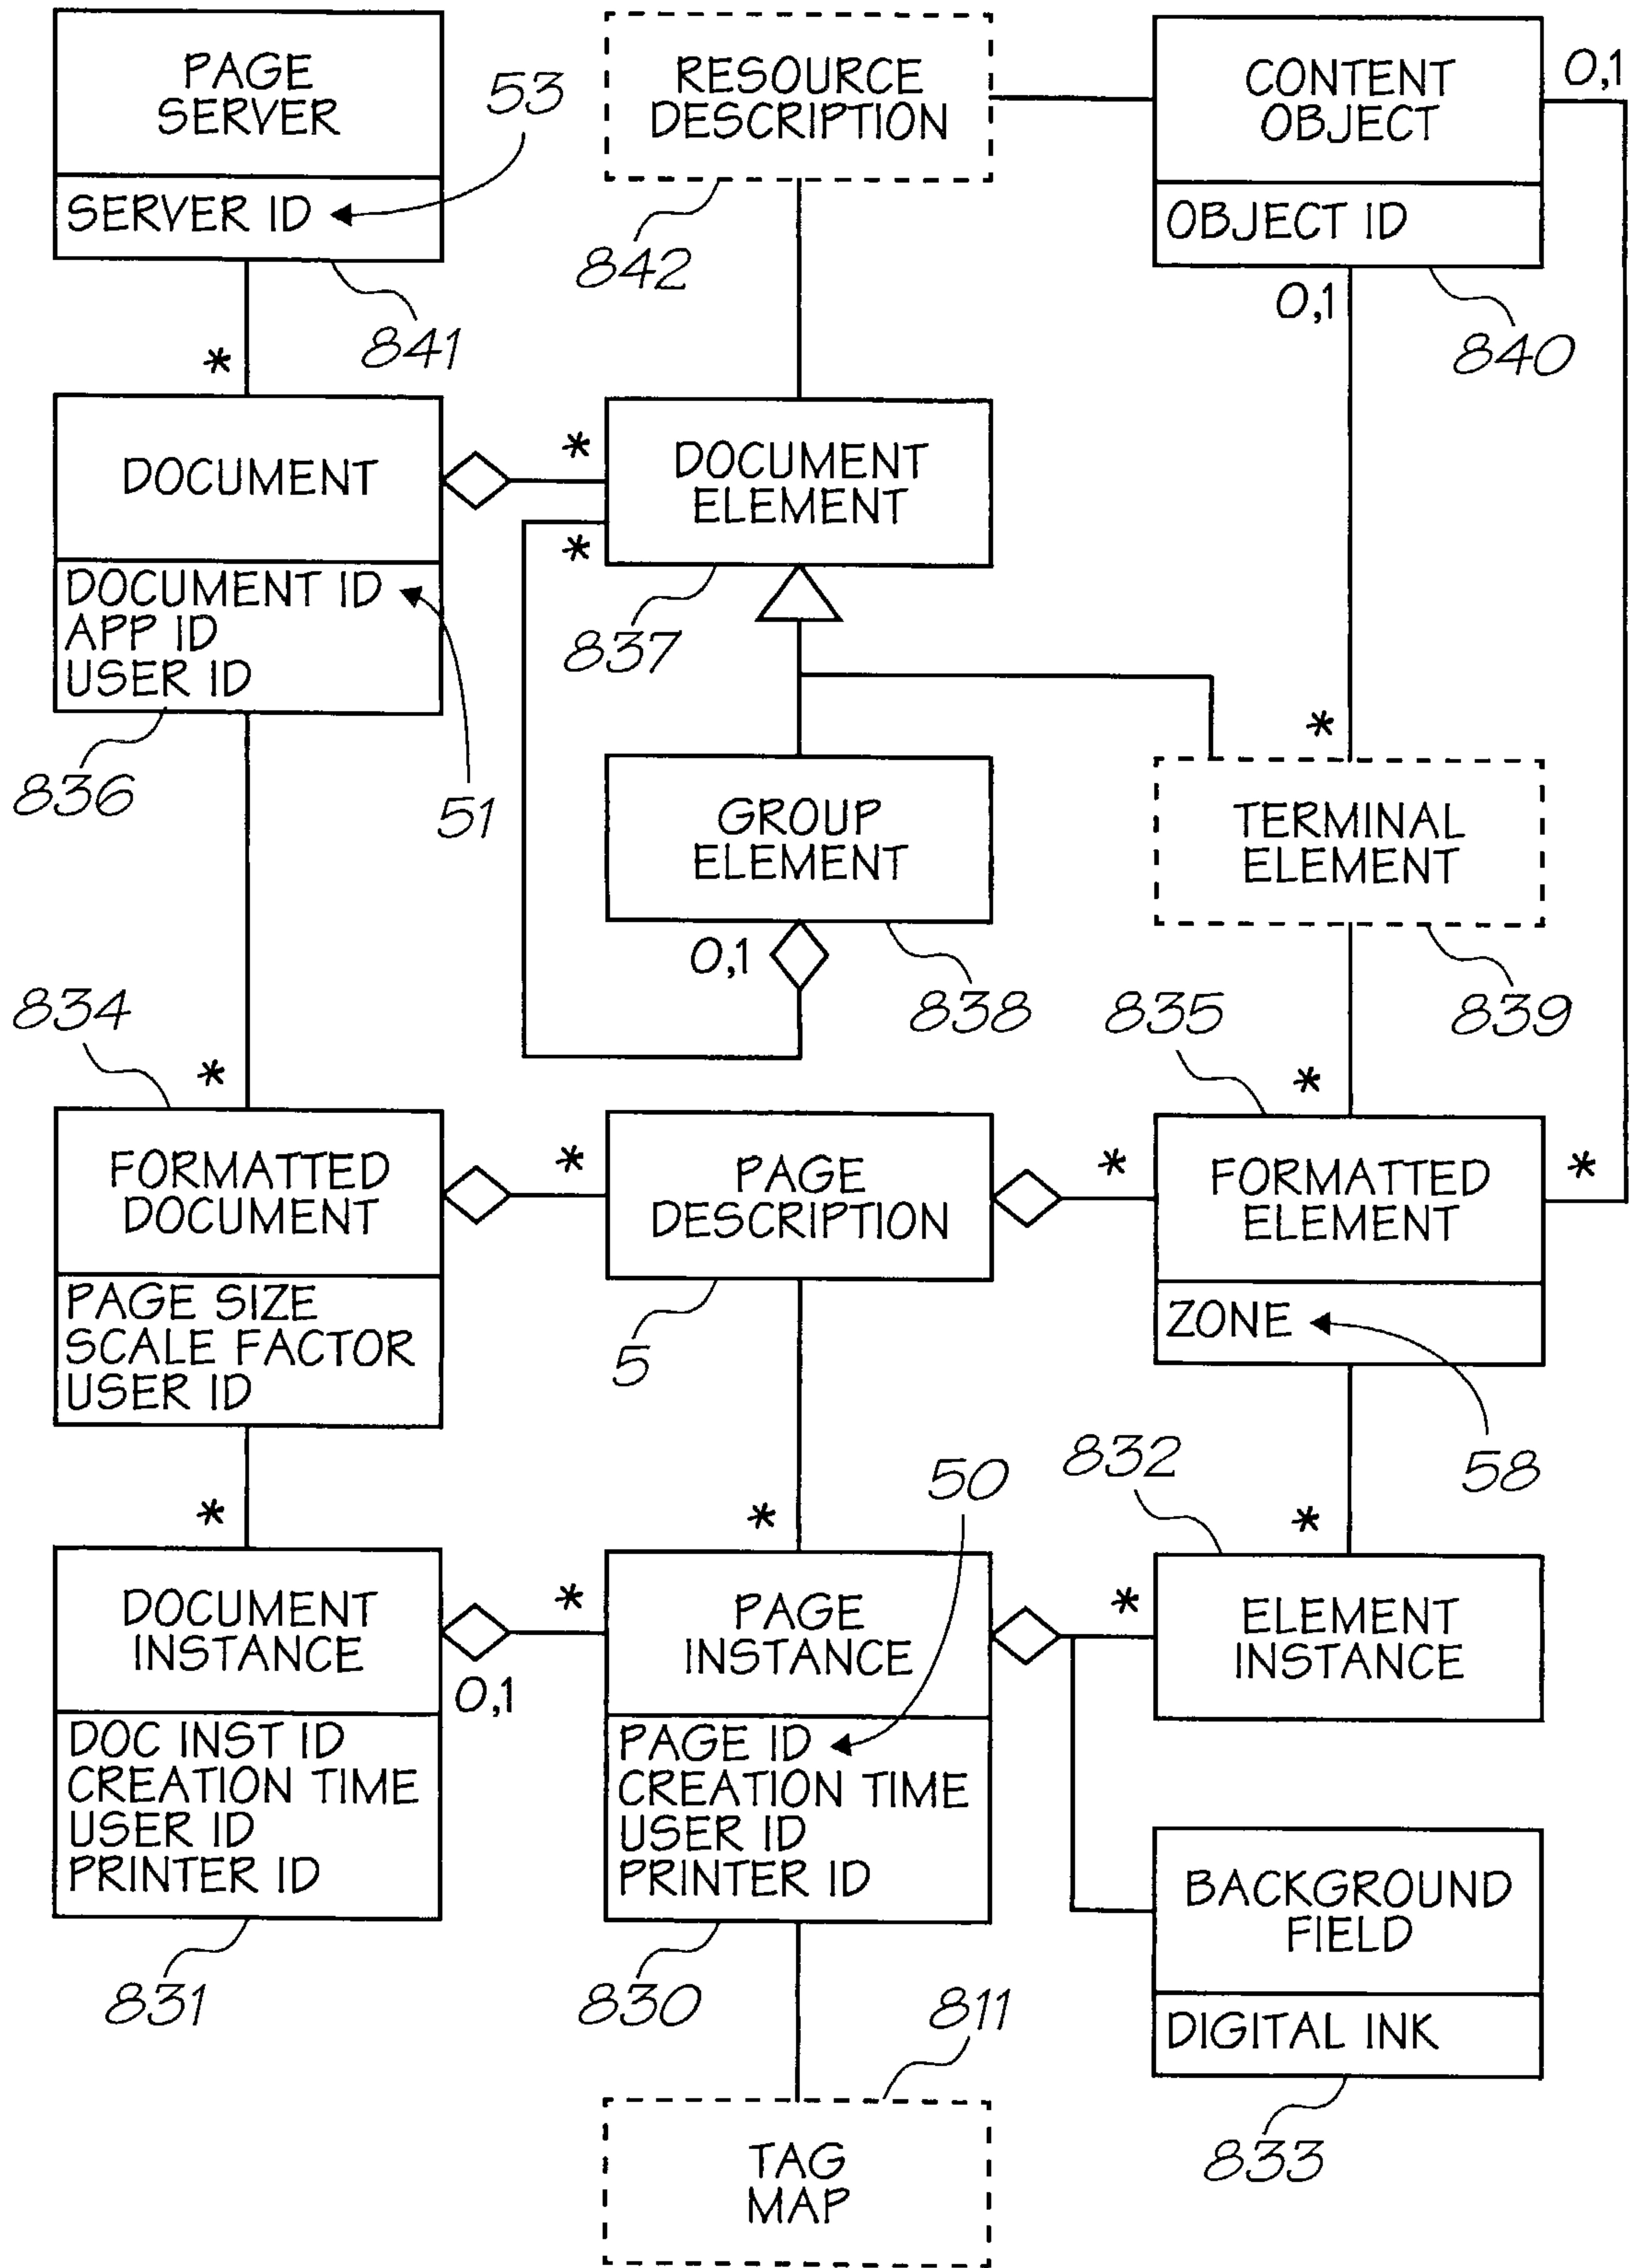 PAGE
SERVER
SERVER ID
53
841
RESOURCE
DESCRIPTION
842
CONTENT
OBJECT
OBJECT ID
0,1
0,1
840
*
DOCUMENT
DOCUMENT ID
APP ID
USER ID
836
51
*
DOCUMENT
ELEMENT
*
837
GROUP
ELEMENT
0,1
838
*
TERMINAL
ELEMENT
839
834
*
FORMATTED
DOCUMENT
PAGE SIZE
SCALE FACTOR
USER ID
*
PAGE
DESCRIPTION
5
835
*
*
FORMATTED
ELEMENT
*
ZONE
58
*
DOCUMENT
INSTANCE
0,1
DOC INST ID
CREATION TIME
USER ID
PRINTER ID
831
*
50
*
PAGE
INSTANCE
PAGE ID
CREATION TIME
USER ID
PRINTER ID
830
832
*
*
ELEMENT
INSTANCE
BACKGROUND
FIELD
DIGITAL INK
833
811
TAG
MAP